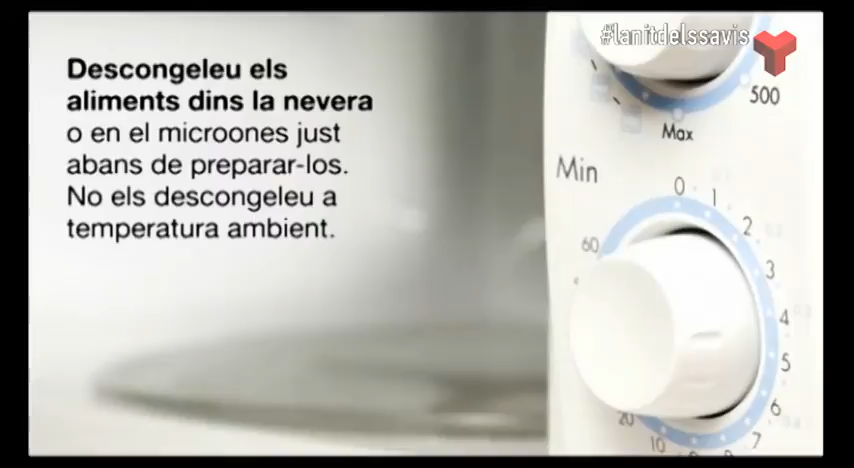 #lanitdelssavis
Descongeleu els
aliments dins la nevera
o en el microones just
abans de preparar-los.
No els descongeleu a
temperatura ambient.
500
Max
Min
0
1
2
3
4
5
6
7
10
20
60